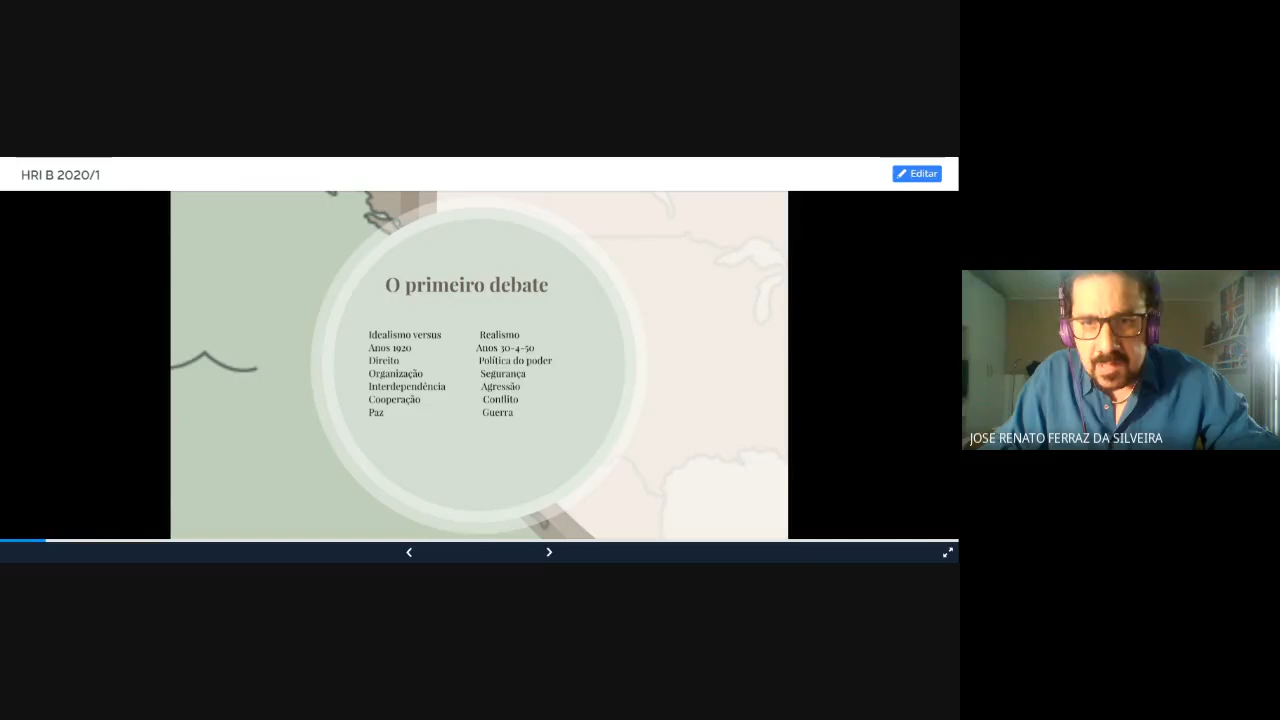 HRI B 2020/1
Editar
O primeiro debate
Idealismo versus Realismo
Anos 1920 Anos 30-4-50
Direito Política do poder
Organização Segurança
Interdependência Agressão
Cooperação Conflito
Paz Guerra
JOSE RENATO FERRAZ DA SILVEIRA